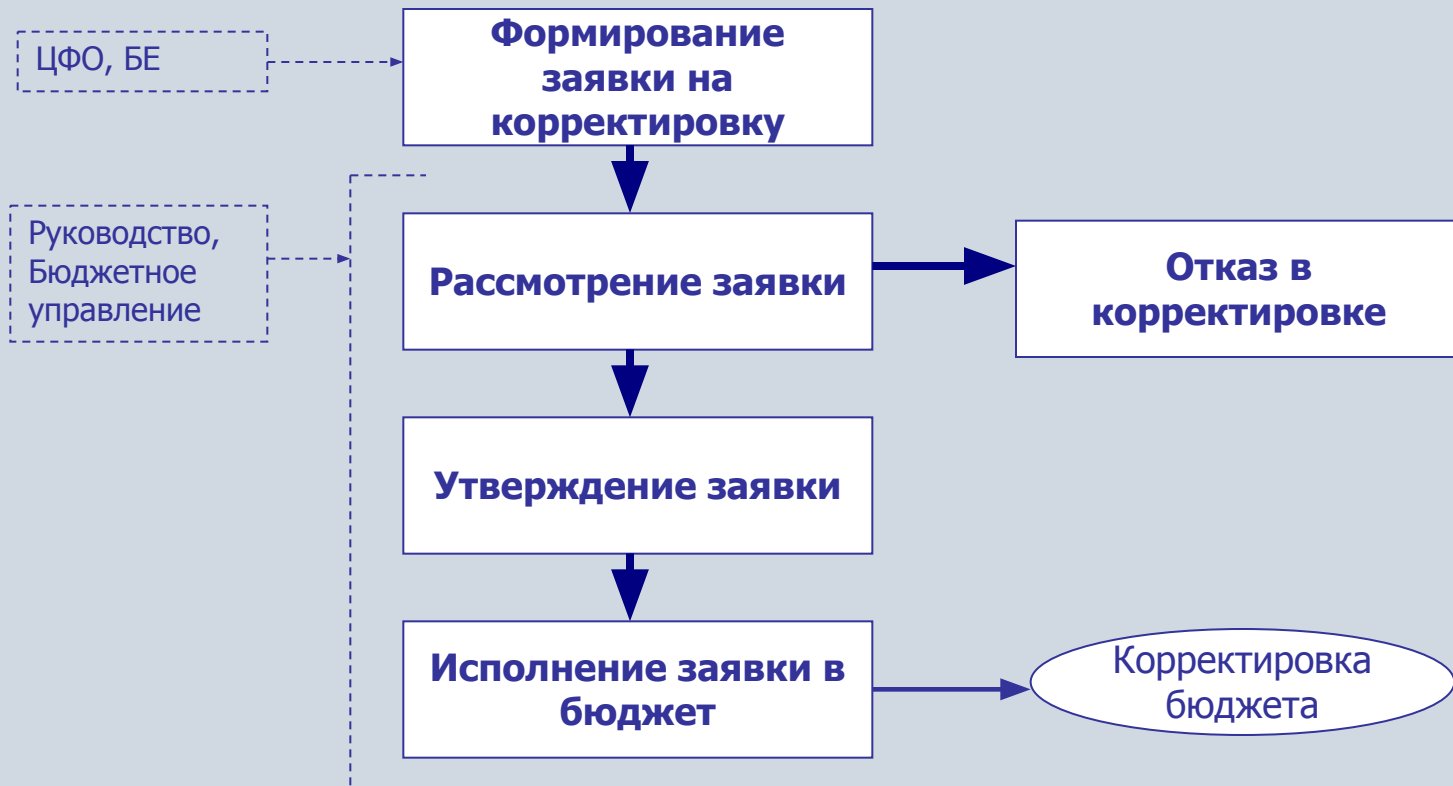 ЦФО, БЕ
Формирование
заявки на
корректировку
Руководство,
Бюджетное
управление
Рассмотрение заявки
Отказ в
корректировке
Утверждение заявки
Исполнение заявки в
бюджет
Корректировка
бюджета